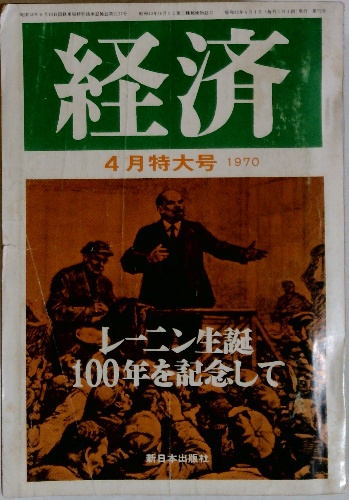 経済
4月特大号 1970
レーニン生誕
100年を記念して
新日本出版社